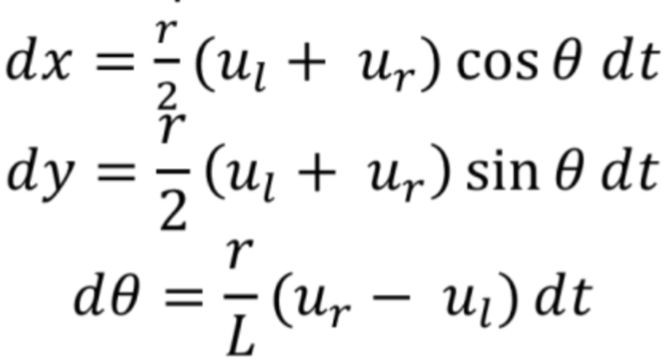 dx = r/2 (u_l + u_r) cos θ dt
dy = r/2 (u_l + u_r) sin θ dt
dθ = r/L (u_r − u_l) dt